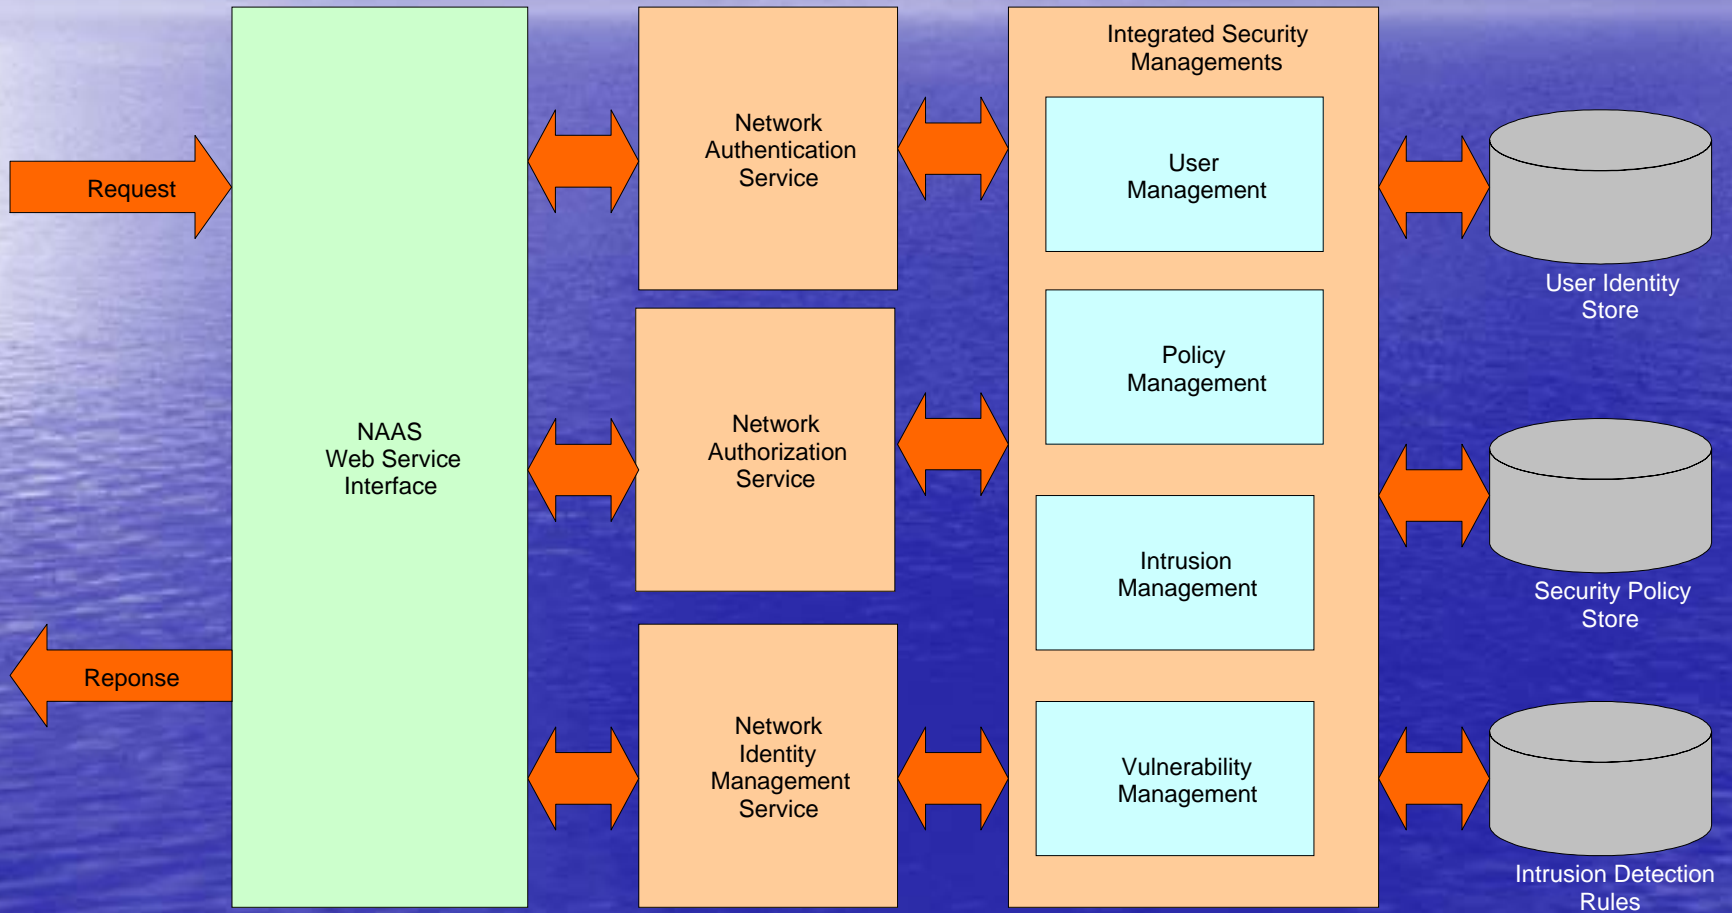 Request
Reponse
NAAS
Web Service
Interface
Network
Authentication
Service
Network
Authorization
Service
Network
Identity
Management
Service
Integrated Security
Managements
User
Management
Policy
Management
Intrusion
Management
Vulnerability
Management
User Identity
Store
Security Policy
Store
Intrusion Detection
Rules